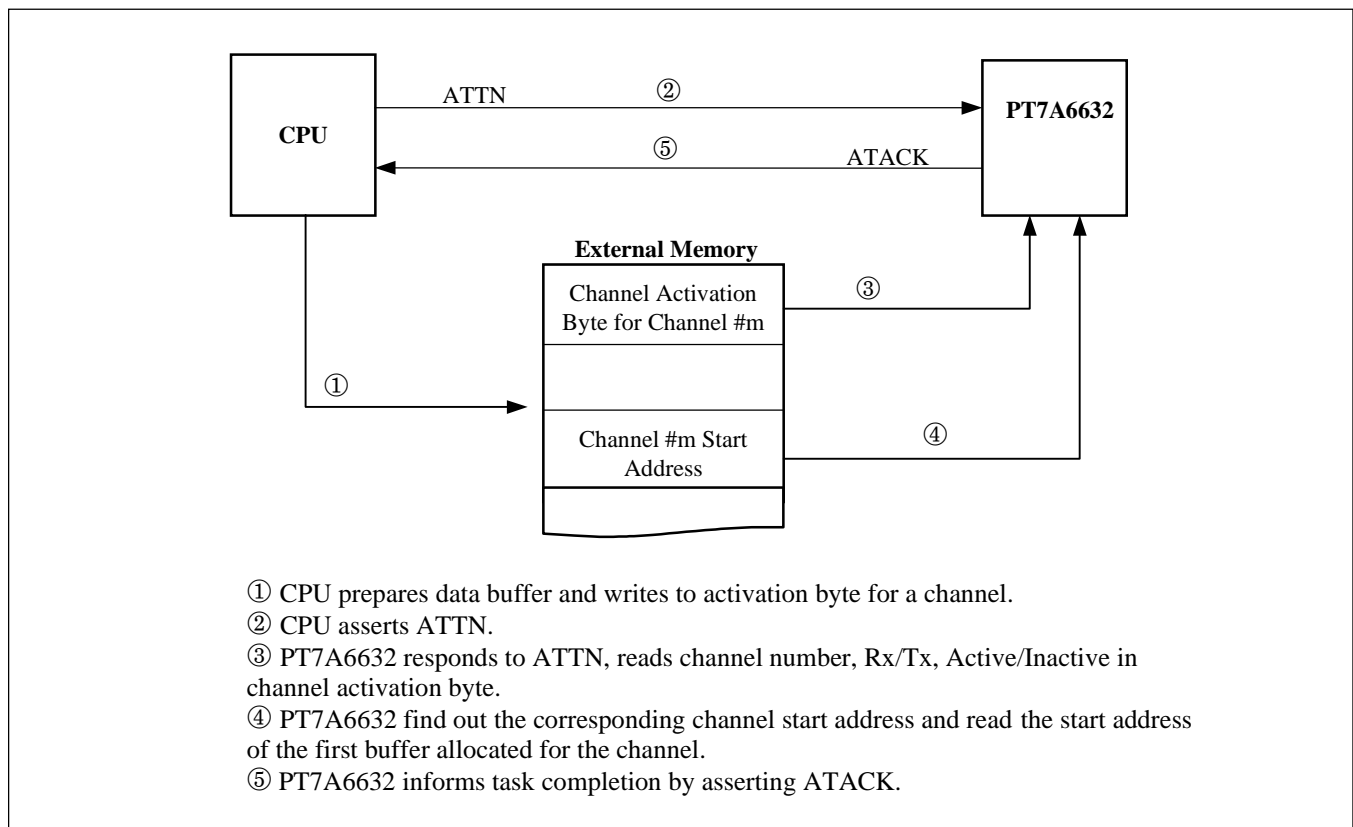 ATTN
②
PT7A6632
CPU
⑤
ATACK
External Memory
Channel Activation
Byte for Channel #m
③
①
Channel #m Start
Address
④
① CPU prepares data buffer and writes to activation byte for a channel.
② CPU asserts ATTN.
③ PT7A6632 responds to ATTN, reads channel number, Rx/Tx, Active/Inactive in
channel activation byte.
④ PT7A6632 find out the corresponding channel start address and read the start address
of the first buffer allocated for the channel.
⑤ PT7A6632 informs task completion by asserting ATACK.